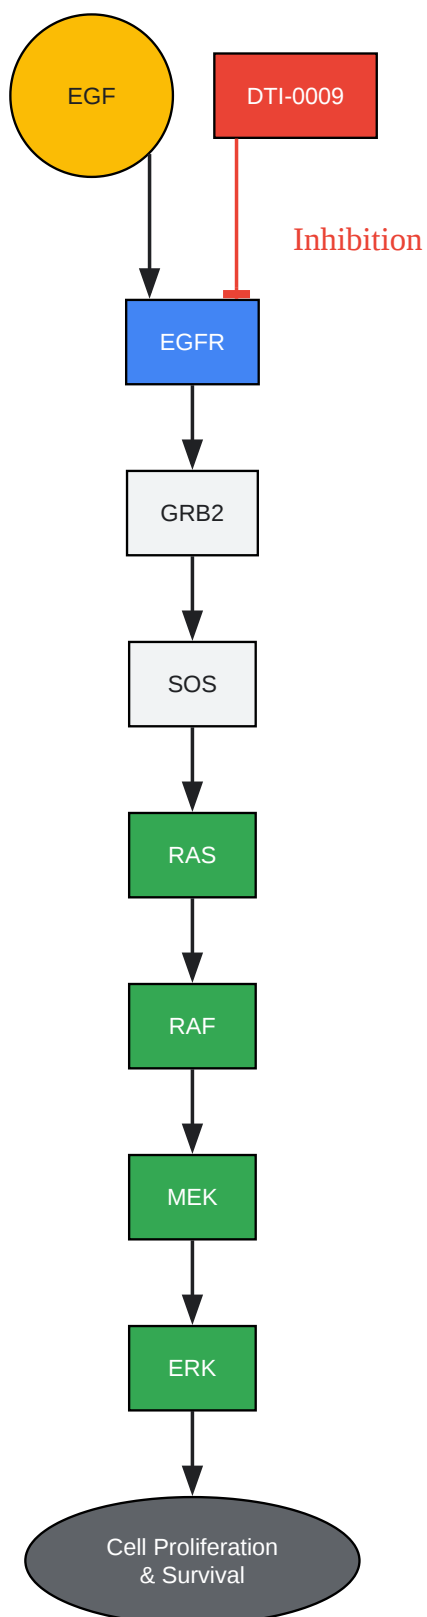 EGF
DTI-0009
Inhibition
EGFR
GRB2
SOS
RAS
RAF
MEK
ERK
Cell Proliferation
& Survival